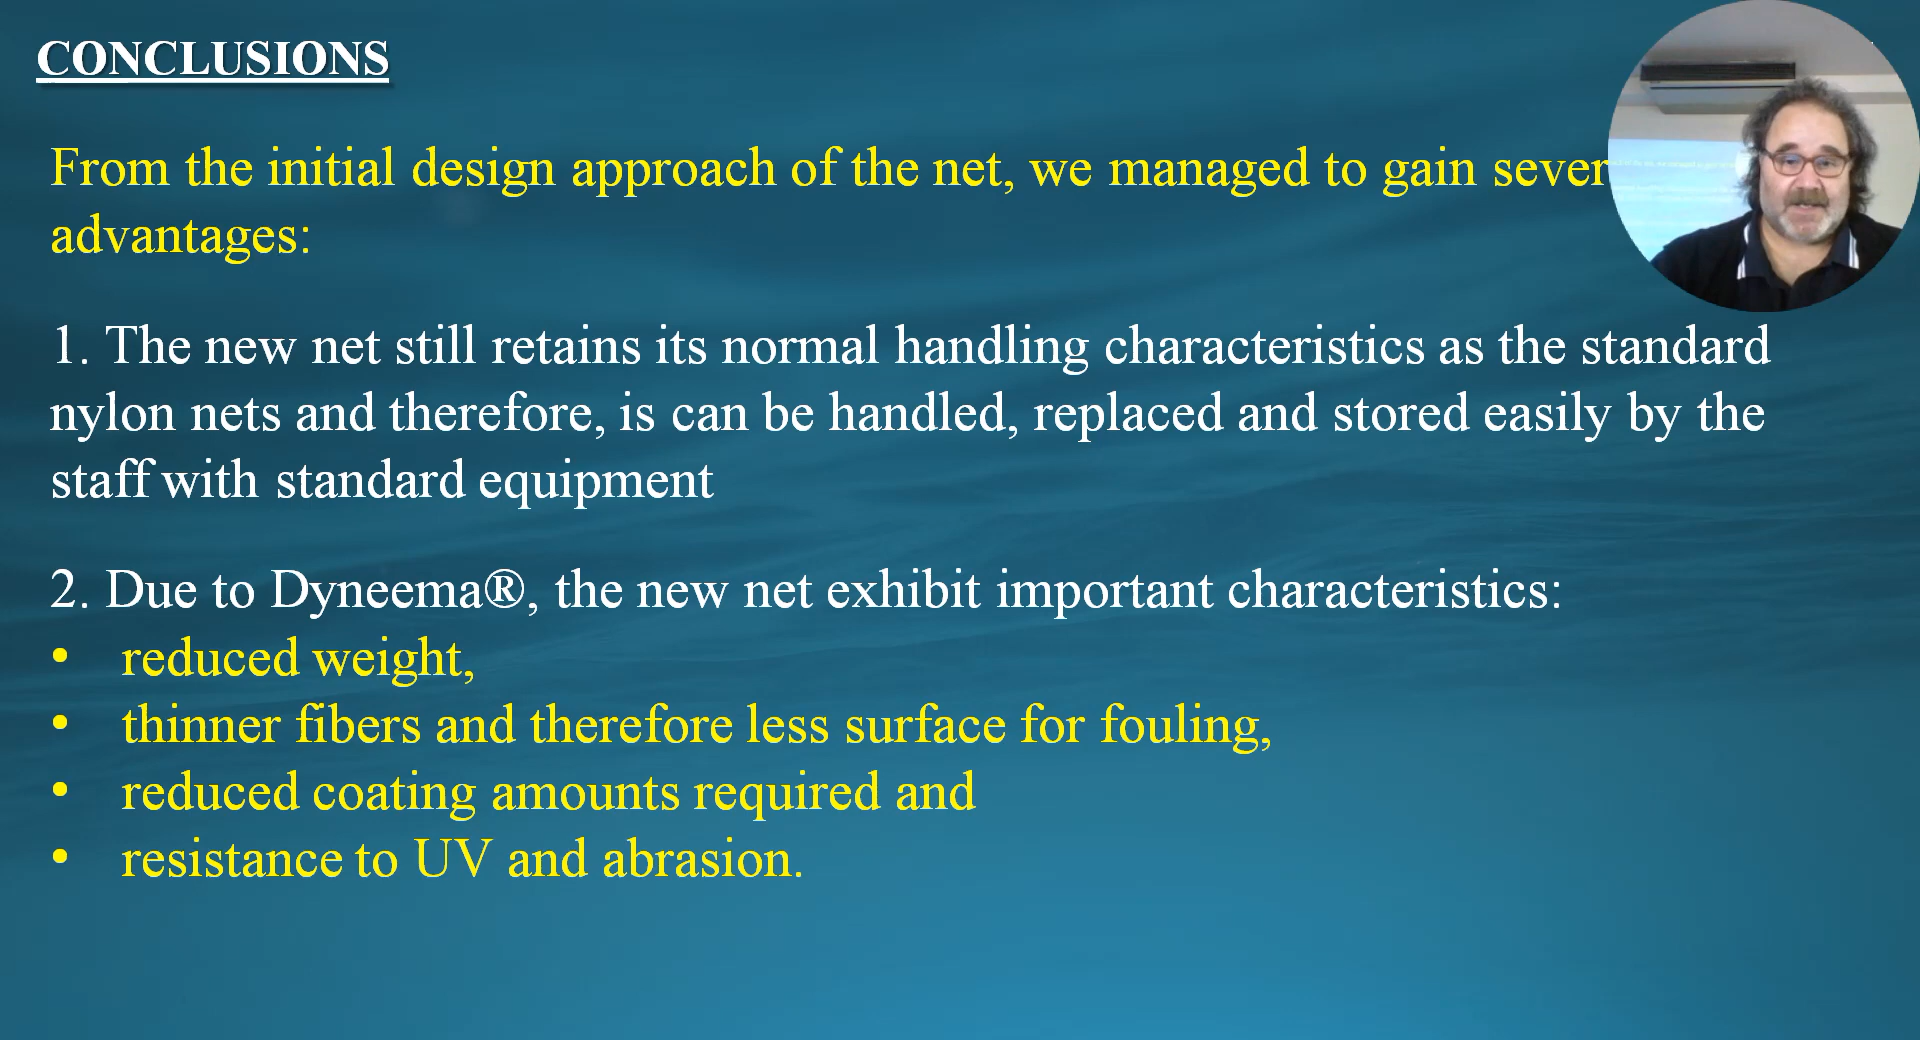 CONCLUSIONS
From the initial design approach of the net, we managed to gain
advantages:
1. The new net still retains its normal handling characteristics as the standard
nylon nets and therefore, is can be handled, replaced and stored easily by the
staff with standard equipment
2. Due to Dyneema®, the new net exhibit important characteristics:
• reduced weight,
• thinner fibers and therefore less surface for fouling,
• reduced coating amounts required and
• resistance to UV and abrasion.